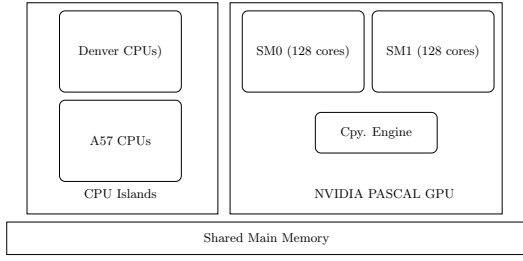 Denver CPUs)
A57 CPUs
CPU Islands
SM0 (128 cores)
SM1 (128 cores)
Cpy. Engine
NVIDIA PASCAL GPU
Shared Main Memory